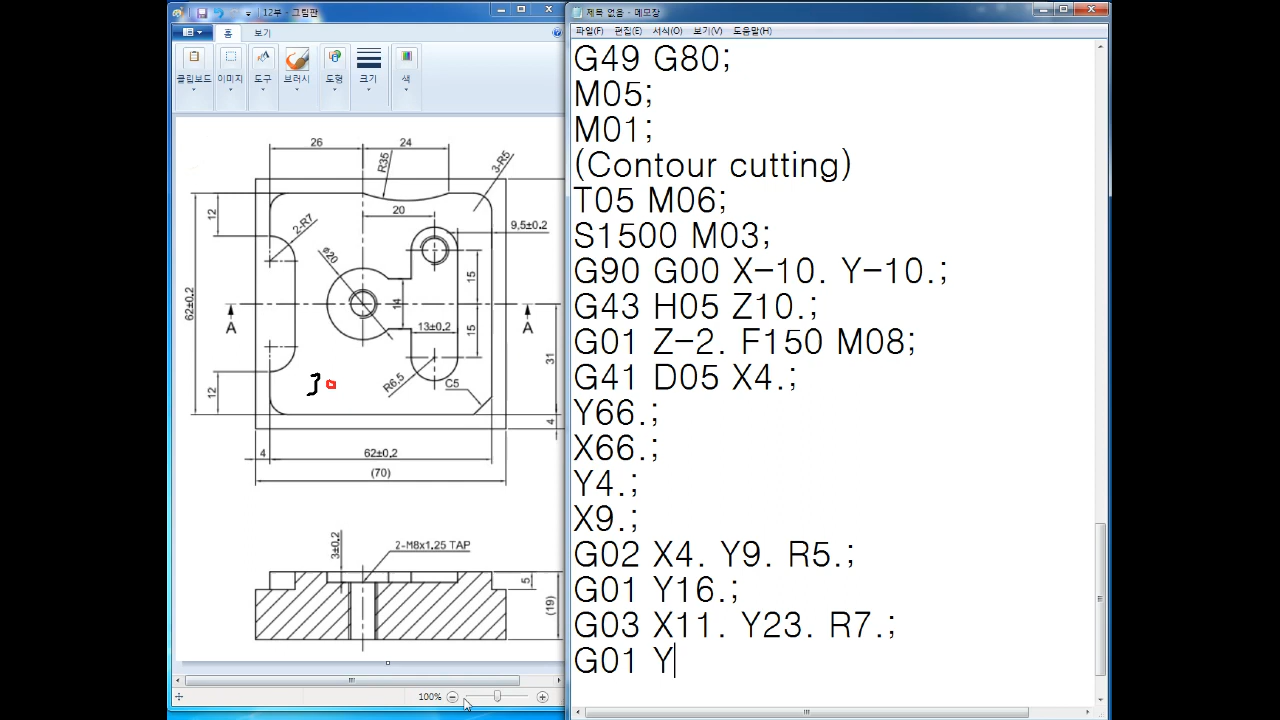 12부 - 그림판
홈
보기
클립보드
이미지
도구
브러시
도형
크기
색
26
24
R35
3-R5
12
20
2-R7
9,5±0.2
ø20
15
62±0.2
14
A
A
13±0.2
15
31
R6.5
C5
12
4
4
62±0.2
(70)
3±0.2
2-M8x1.25 TAP
5
(19)
100%
제목 없음 - 메모장
파일(F) 편집(E) 서식(O) 보기(V) 도움말(H)
G49 G80;
M05;
M01;
(Contour cutting)
T05 M06;
S1500 M03;
G90 G00 X-10. Y-10.;
G43 H05 Z10.;
G01 Z-2. F150 M08;
G41 D05 X4.;
Y66.;
X66.;
Y4.;
X9.;
G02 X4. Y9. R5.;
G01 Y16.;
G03 X11. Y23. R7.;
G01 Y